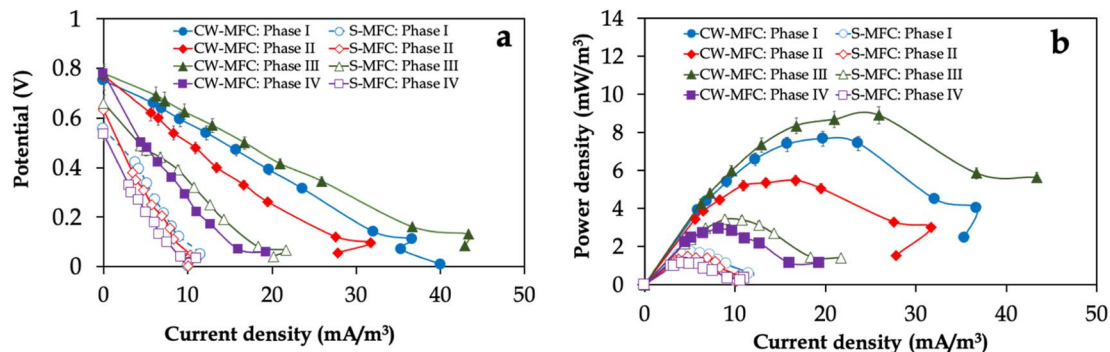 a
CW-MFC: Phase I
S-MFC: Phase I
CW-MFC: Phase II
S-MFC: Phase II
CW-MFC: Phase III
S-MFC: Phase III
CW-MFC: Phase IV
S-MFC: Phase IV
Potential (V)
1
0.8
0.6
0.4
0.2
0
0 10 20 30 40 50
Current density (mA/m³)
b
CW-MFC: Phase I
S-MFC: Phase I
CW-MFC: Phase II
S-MFC: Phase II
CW-MFC: Phase III
S-MFC: Phase III
CW-MFC: Phase IV
S-MFC: Phase IV
Power density (mW/m³)
14
12
10
8
6
4
2
0
0 10 20 30 40 50
Current density (mA/m³)